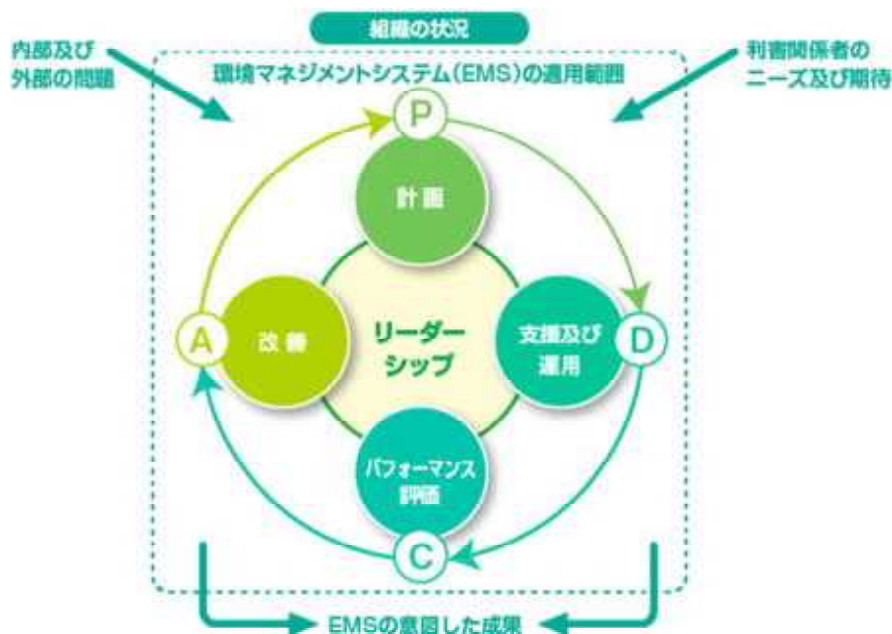 組織の状況
内部及び
外部の問題
利害関係者の
ニーズ及び期待
環境マネジメントシステム(EMS)の適用範囲
P
計画
A
改善
リーダー
シップ
支援及び
運用
D
パフォーマンス
評価
C
EMSの意図した成果